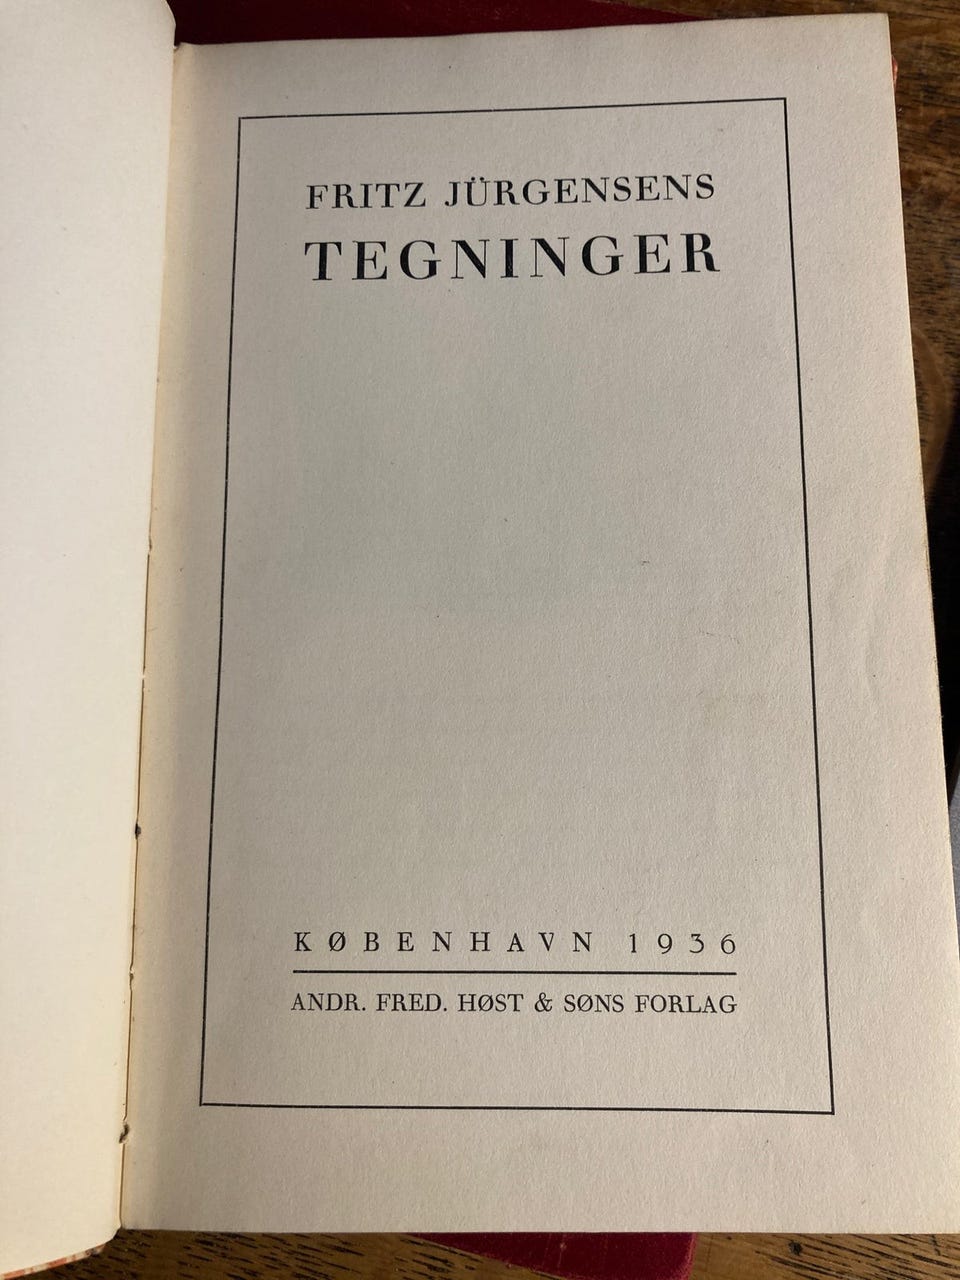 FRITZ JÜRGENSENS
TEGNINGER
KØBENHAVN 1936
ANDR. FRED. HØST & SØNS FORLAG